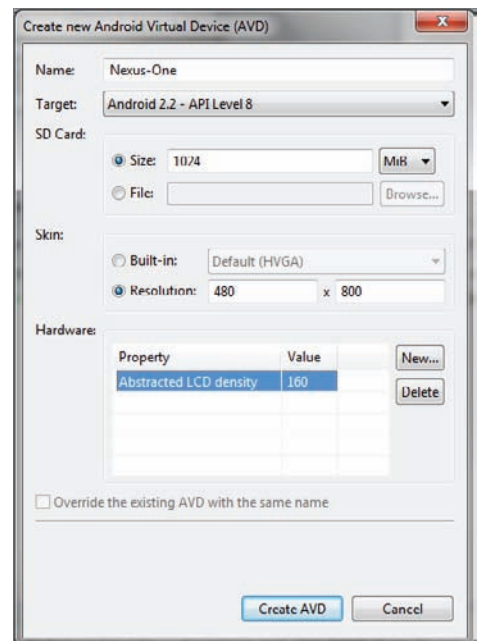 Create new Android Virtual Device (AVD)
X
Name: Nexus-One
Target: Android 2.2 - API Level 8
SD Card:
Size: 1024 MiB
File: Browse...
Skin:
Built-in: Default (HVGA)
Resolution: 480 x 800
Hardware:
Property Value New...
Abstracted LCD density 160 Delete
Override the existing AVD with the same name
Create AVD Cancel